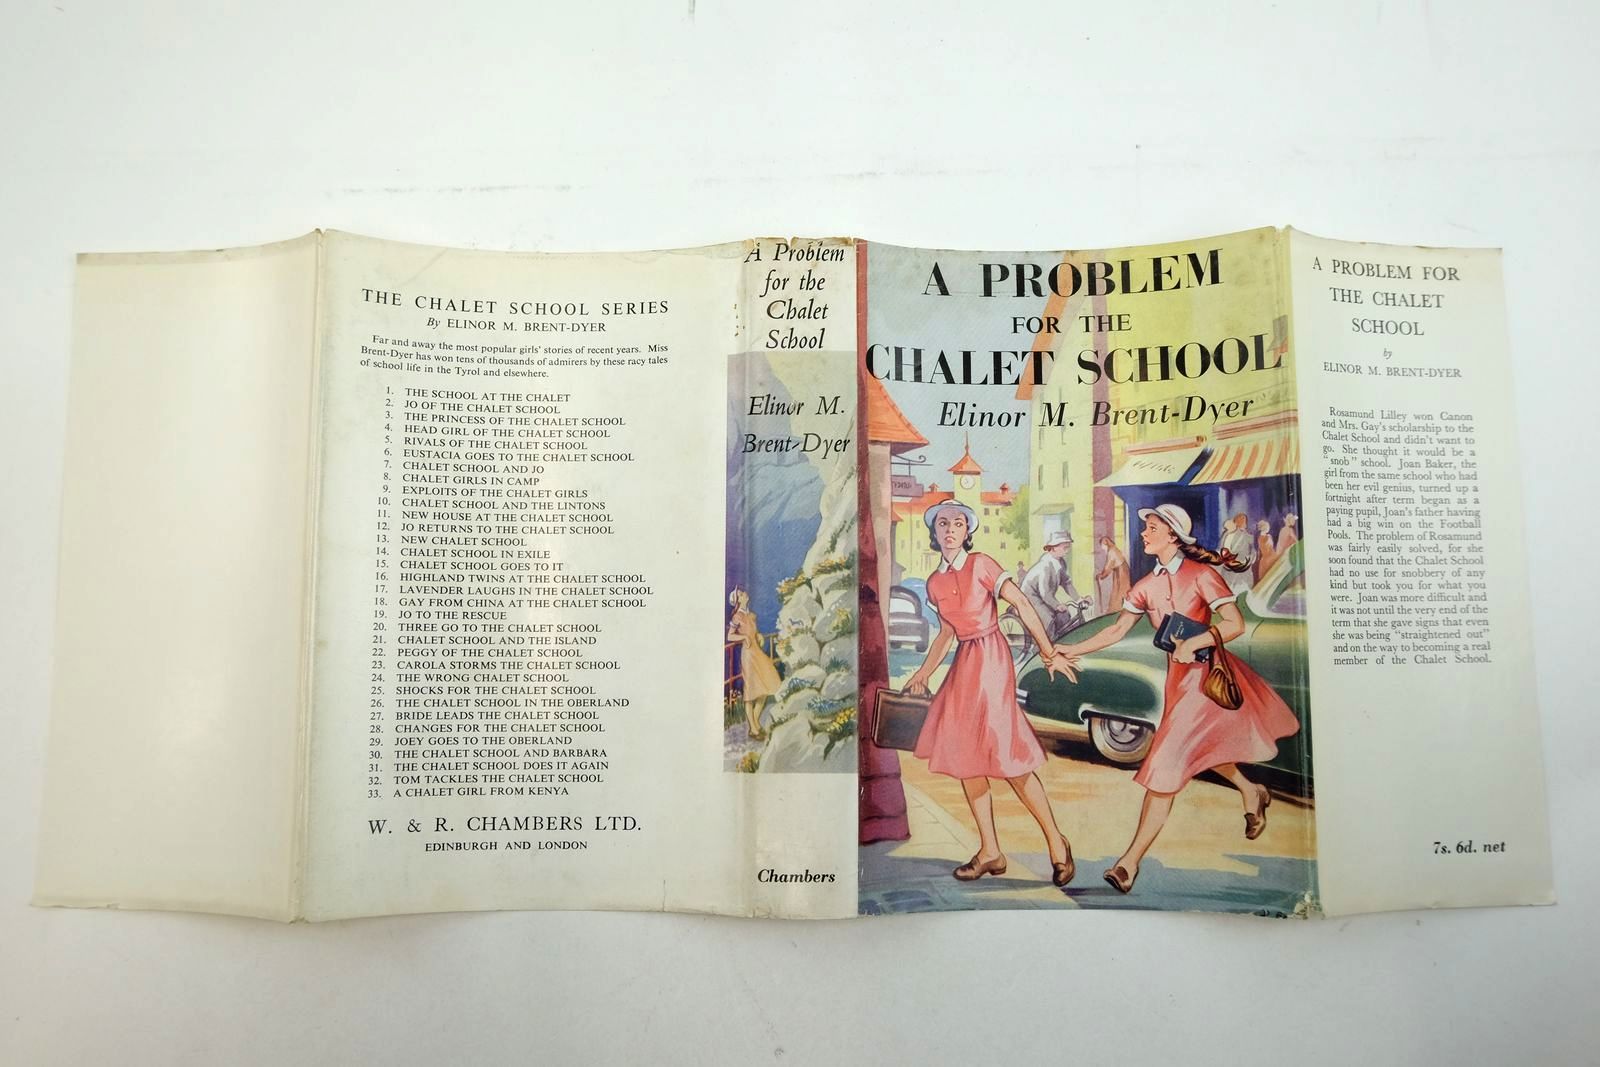 THE CHALET SCHOOL SERIES
By ELINOR M. BRENT-DYER
Far and away the most popular girls' stories of recent years. Miss
Brent-Dyer has won tens of thousands of admirers by these racy tales
of school life in the Tyrol and elsewhere.
1. THE SCHOOL AT THE CHALET
2. JO OF THE CHALET SCHOOL
3. THE PRINCESS OF THE CHALET SCHOOL
4. HEAD GIRL OF THE CHALET SCHOOL
5. RIVALS OF THE CHALET SCHOOL
6. EUSTACIA GOES TO THE CHALET SCHOOL
7. CHALET SCHOOL AND JO
8. CHALET GIRLS IN CAMP
9. EXPLOITS OF THE CHALET GIRLS
10. CHALET SCHOOL AND THE LINTONS
11. NEW HOUSE AT THE CHALET SCHOOL
12. JO RETURNS TO THE CHALET SCHOOL
13. NEW CHALET SCHOOL
14. CHALET SCHOOL IN EXILE
15. CHALET SCHOOL GOES TO IT
16. HIGHLAND TWINS AT THE CHALET SCHOOL
17. LAVENDER LAUGHS IN THE CHALET SCHOOL
18. GAY FROM CHINA AT THE CHALET SCHOOL
19. JO TO THE RESCUE
20. THREE GO TO THE CHALET SCHOOL
21. CHALET SCHOOL AND THE ISLAND
22. PEGGY OF THE CHALET SCHOOL
23. CAROLA STORMS THE CHALET SCHOOL
24. THE WRONG CHALET SCHOOL
25. SHOCKS FOR THE CHALET SCHOOL
26. THE CHALET SCHOOL IN THE OBERLAND
27. BRIDE LEADS THE CHALET SCHOOL
28. CHANGES FOR THE CHALET SCHOOL
29. JOEY GOES TO THE OBERLAND
30. THE CHALET SCHOOL AND BARBARA
31. THE CHALET SCHOOL DOES IT AGAIN
32. TOM TACKLES THE CHALET SCHOOL
33. A CHALET GIRL FROM KENYA
W. & R. CHAMBERS LTD.
EDINBURGH AND LONDON
A Problem
for the
Chalet
School
Elinor M.
Brent-Dyer
Chambers
A PROBLEM
FOR THE
CHALET SCHOOL
Elinor M. Brent-Dyer
A PROBLEM FOR
THE CHALET
SCHOOL
by
ELINOR M. BRENT-DYER
Rosamund Lilley won Canon
and Mrs. Gay's scholarship to the
Chalet School and didn't want to
go. She thought it would be a
"snob" school. Joan Baker, the
girl from the same school who had
been her evil genius, turned up a
fortnight after term began as a
paying pupil, Joan's father having
had a big win on the Football
Pools. The problem of Rosamund
was fairly easily solved, for she
soon found that the Chalet School
had no use for snobbery of any
kind but took you for what you
were. Joan was more difficult and
it was not until the very end of the
term that she gave signs that even
she was being "straightened out"
and on the way to becoming a real
member of the Chalet School.
7s. 6d. net